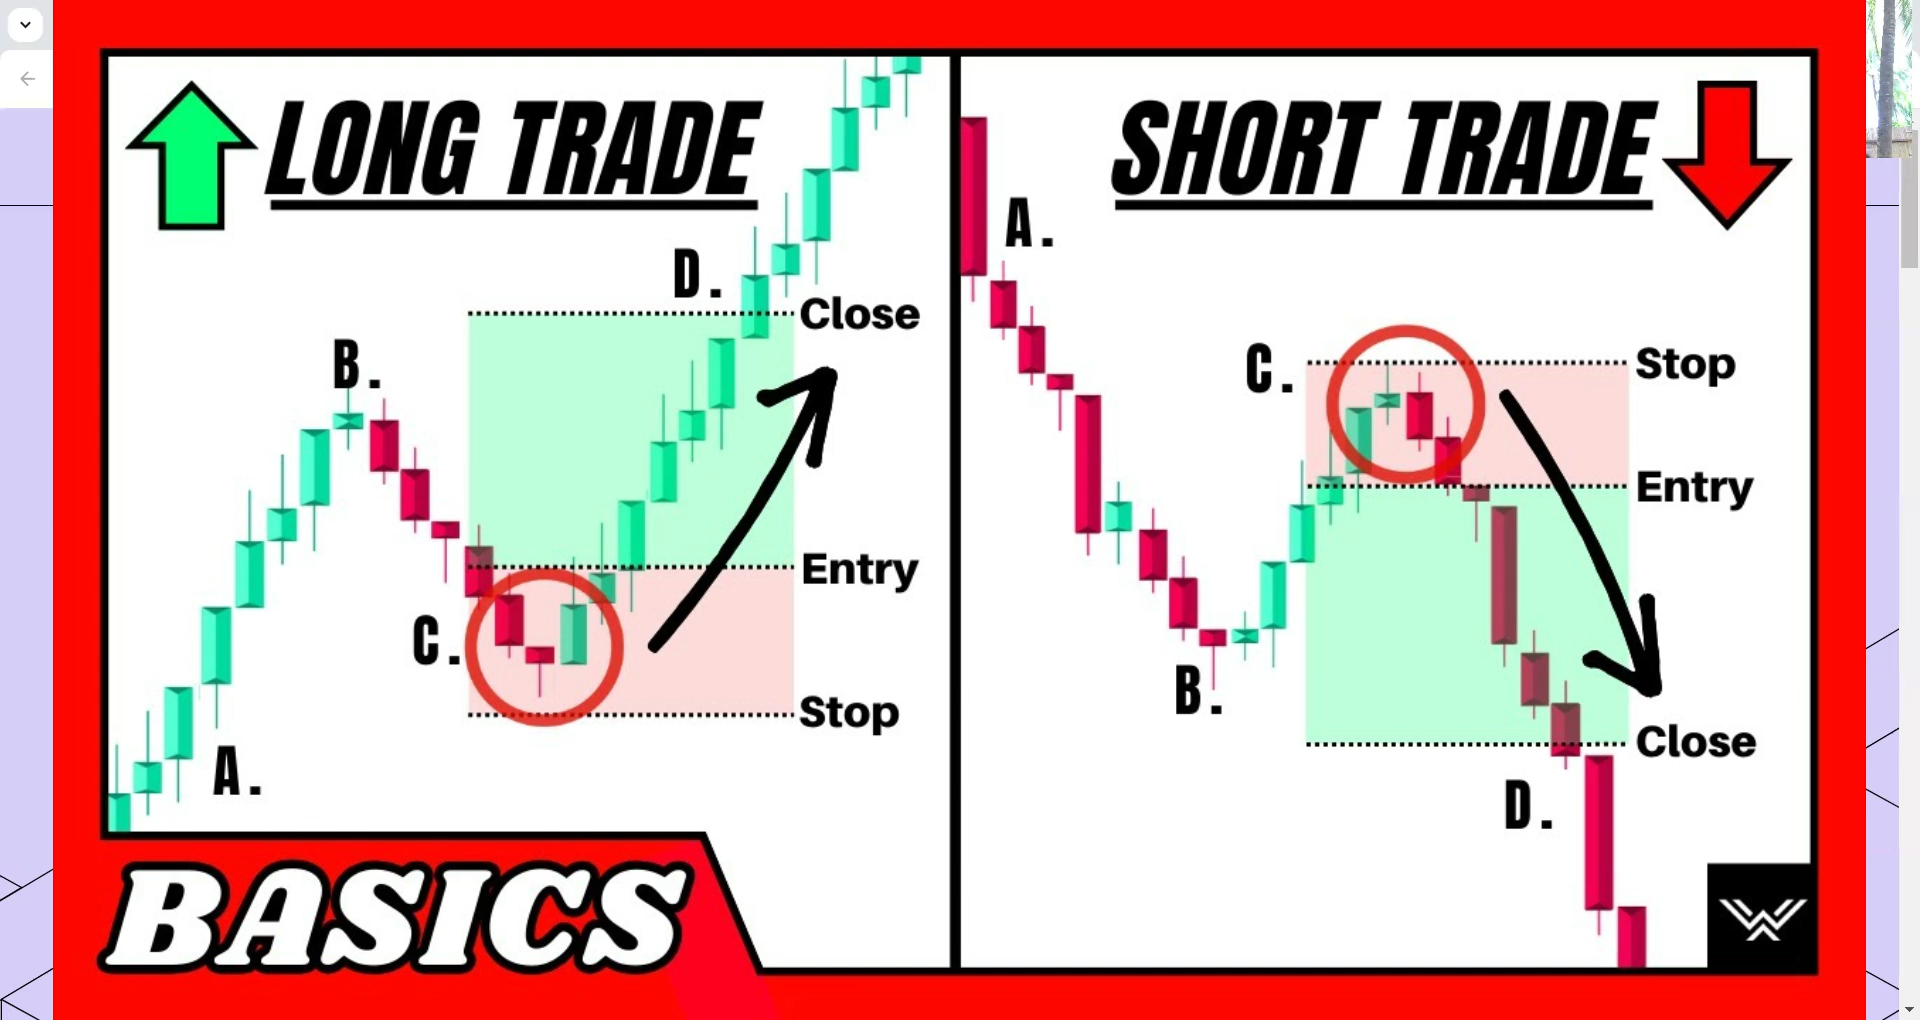 LONG TRADE
A.
B.
C.
D.
Close
Entry
Stop
SHORT TRADE
A.
B.
C.
D.
Stop
Entry
Close
BASICS